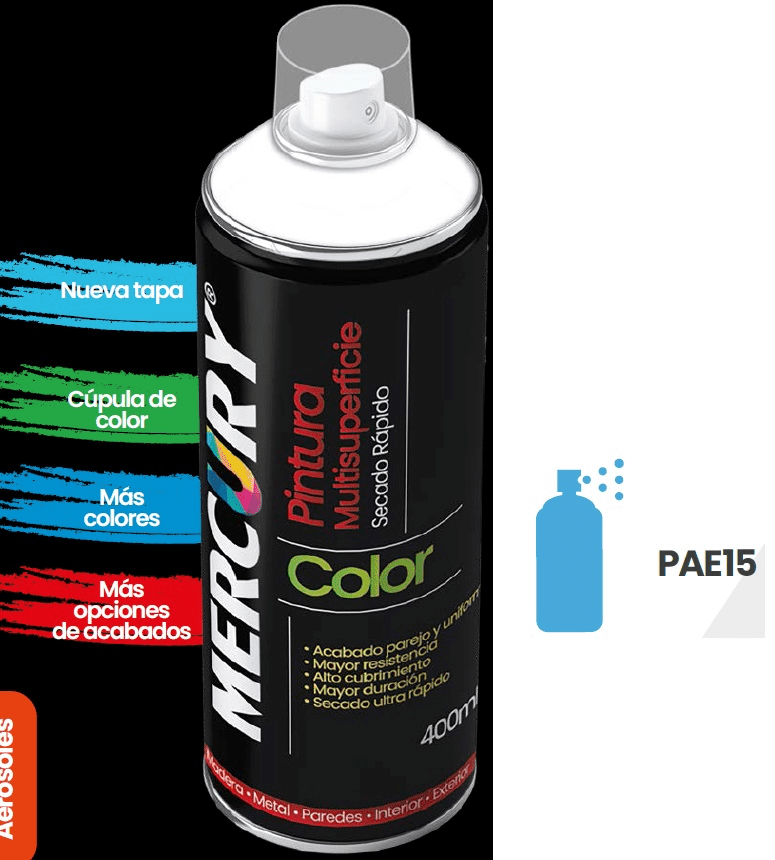 Nueva tapa
Cúpula de
color
Más
colores
Más
opciones
de acabados
Aerosoles
MERCURY®
Pintura
Multisuperficie
Secado Rápido
Color
• Acabado parejo y uniforme
• Mayor resistencia
• Alto cubrimiento
• Mayor duración
• Secado ultra rápido
400ml
Madera • Metal • Paredes • Interior • Exterior
PAE15